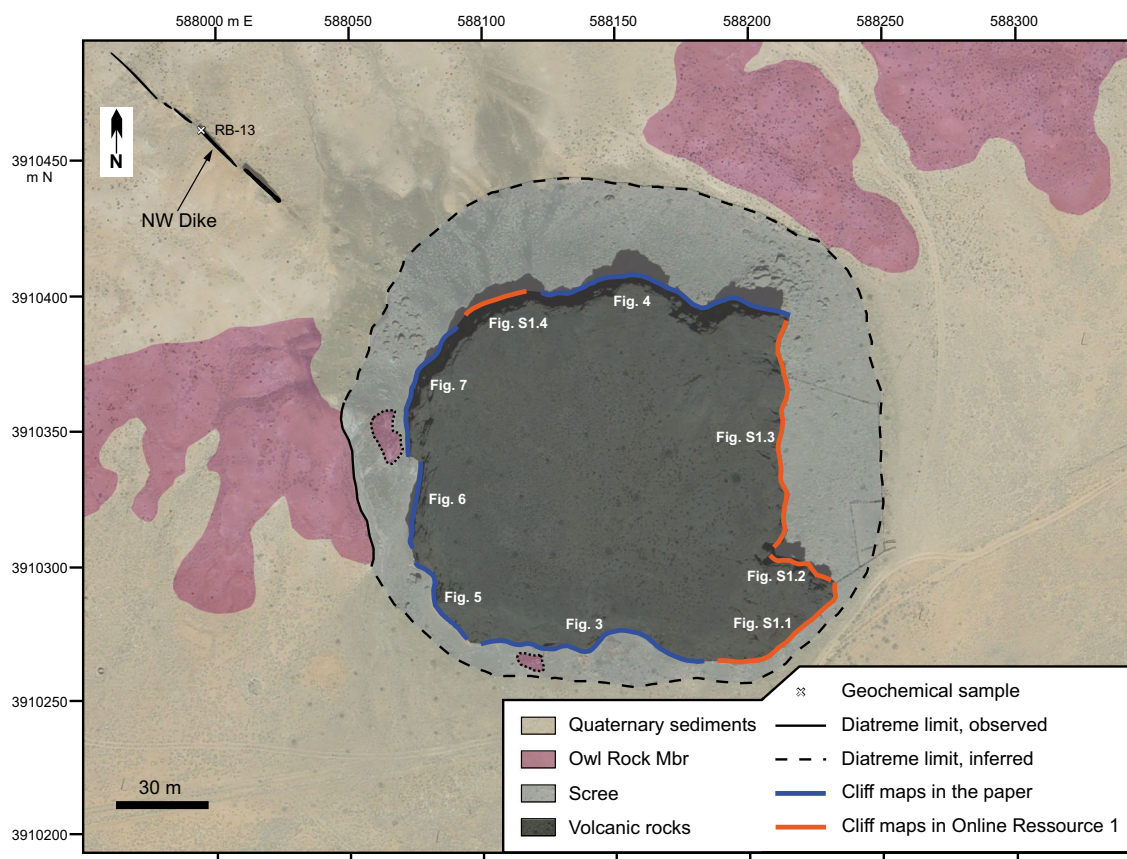 588000 m E
588050
588100
588150
588200
588250
588300
3910450
m N
3910400
3910350
3910300
3910250
3910200
RB-13
N
NW Dike
Fig. 4
Fig. S1.4
Fig. 7
Fig. S1.3
Fig. 6
Fig. S1.2
Fig. 5
Fig. 3
Fig. S1.1
30 m
Quaternary sediments
Owl Rock Mbr
Scree
Volcanic rocks
Geochemical sample
Diatreme limit, observed
Diatreme limit, inferred
Cliff maps in the paper
Cliff maps in Online Ressource 1